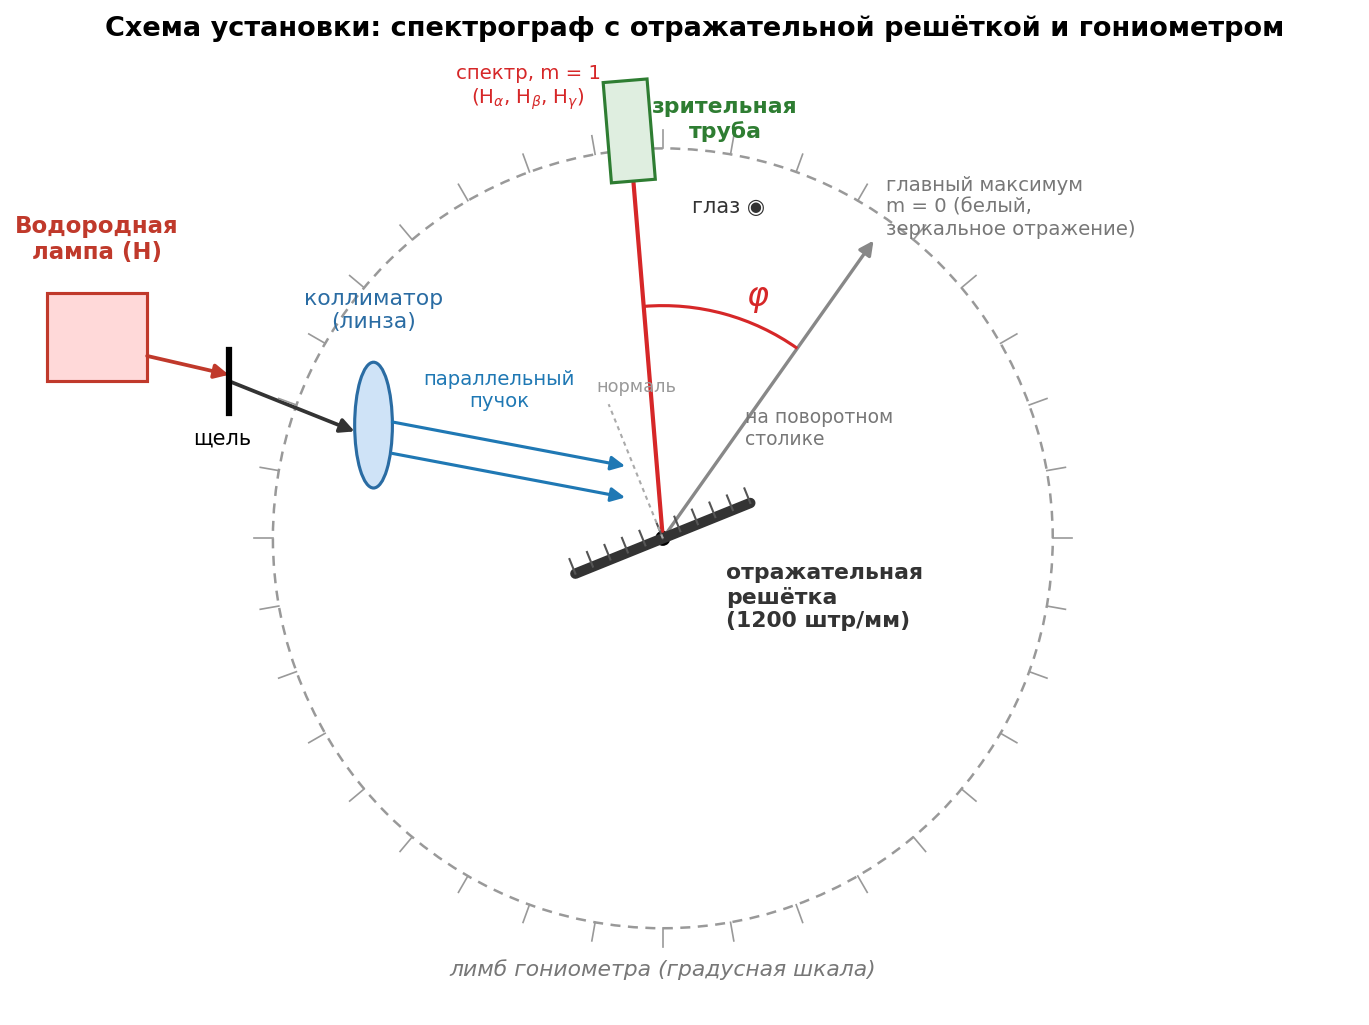 Схема установки: спектрограф с отражательной решёткой и гониометром
спектр, m = 1
(Hα, Hβ, Hγ)
зрительная
труба
глаз ◉
главный максимум
m = 0 (белый,
зеркальное отражение)
Водородная
лампа (H)
коллиматор
(линза)
φ
параллельный
пучок
нормаль
на поворотном
столике
щель
отражательная
решётка
(1200 штр/мм)
лимб гониометра (градусная шкала)